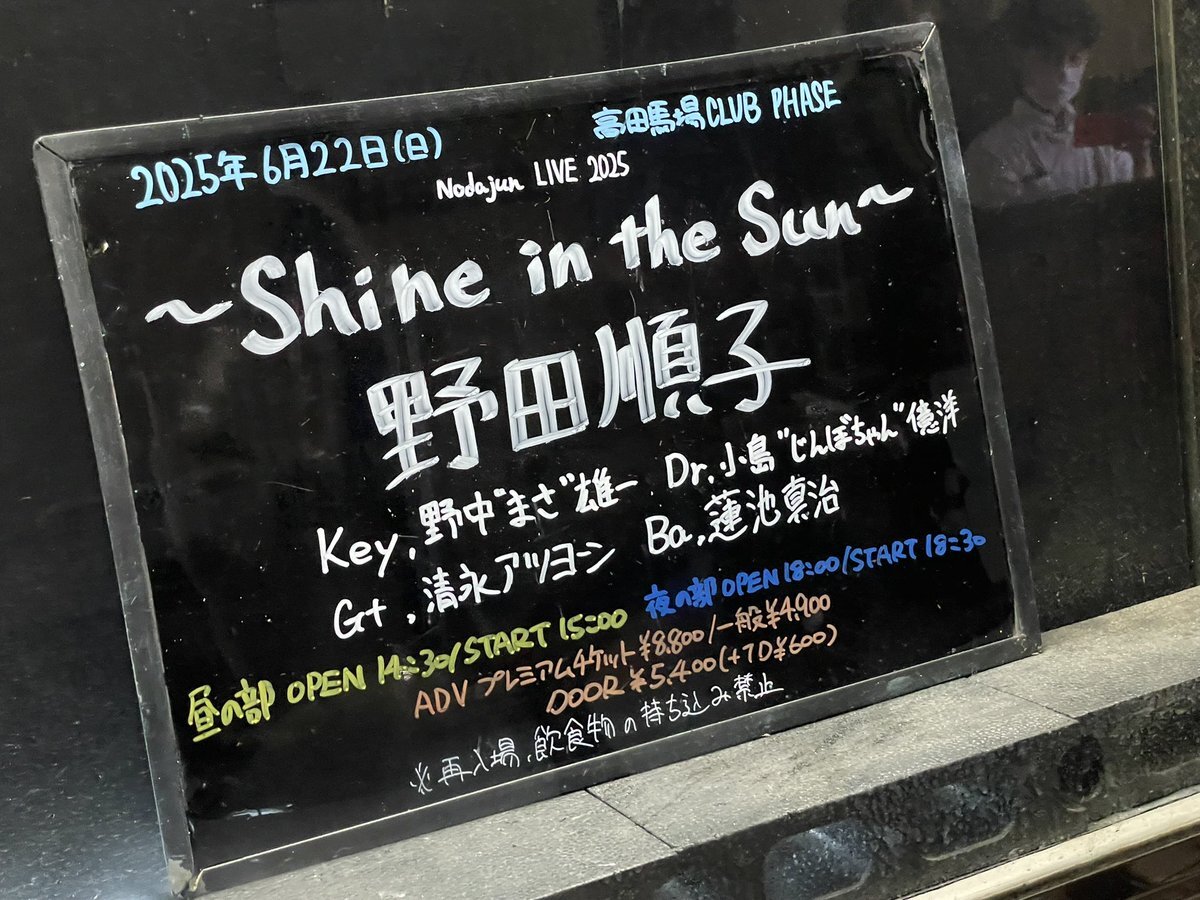 2025年6月22日(日)
高田馬場CLUB PHASE
Nodajun LIVE 2025
～Shine in the Sun～
野田順子
Key.野中"まさ"雄一 Dr.小島"じんぼちゃん"億洋
Gt.清永アツヨーン Ba.蓮池真治
昼の部 OPEN 14:30/START 15:00 夜の部 OPEN 18:00/START 18:30
ADV プレミアムチケット¥8.800/一般¥4.900
DOOR ¥5.400(+1D¥600)
※再入場,飲食物の持ち込み禁止